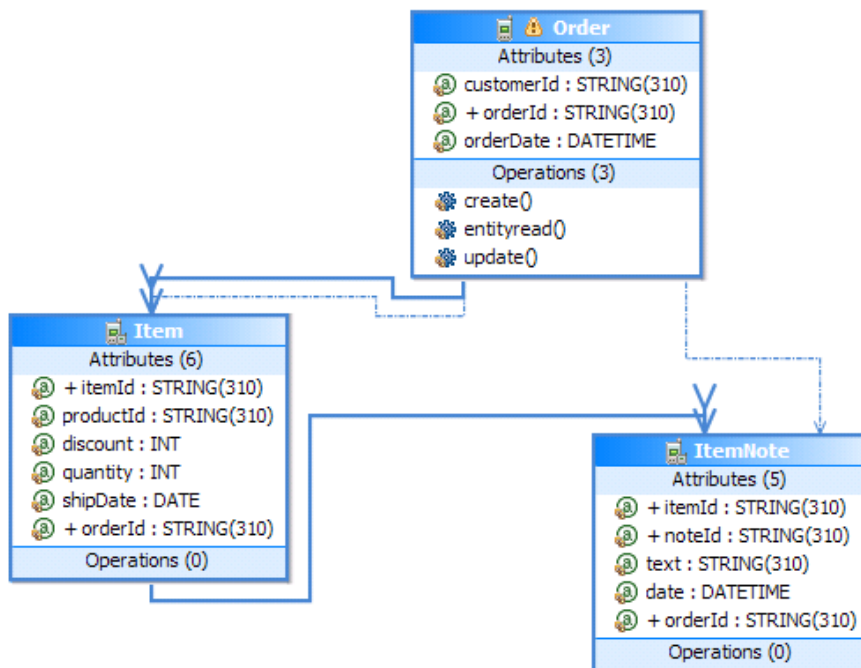 Order
Attributes (3)
customerId : STRING(310)
+ orderId : STRING(310)
orderDate : DATETIME
Operations (3)
create()
entityread()
update()
Item
Attributes (6)
+ itemId : STRING(310)
productId : STRING(310)
discount : INT
quantity : INT
shipDate : DATE
+ orderId : STRING(310)
Operations (0)
ItemNote
Attributes (5)
+ itemId : STRING(310)
+ noteId : STRING(310)
text : STRING(310)
date : DATETIME
+ orderId : STRING(310)
Operations (0)